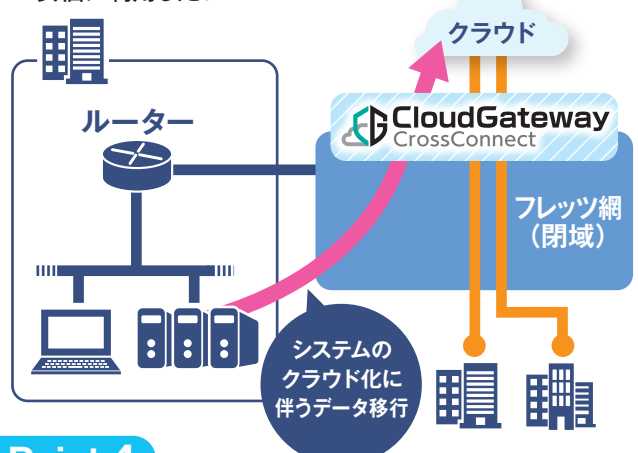 クラウド
ルーター
CloudGateway
CrossConnect
フレッツ網
(閉域)
システムの
クラウド化に
伴うデータ移行